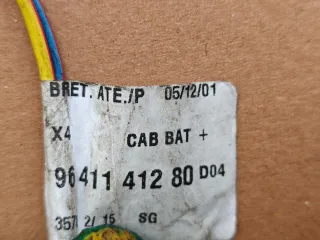 BRET. ATE./P 05/12/01
X4 CAB BAT +
96411 412 80 D04
357 2/ 15 SG